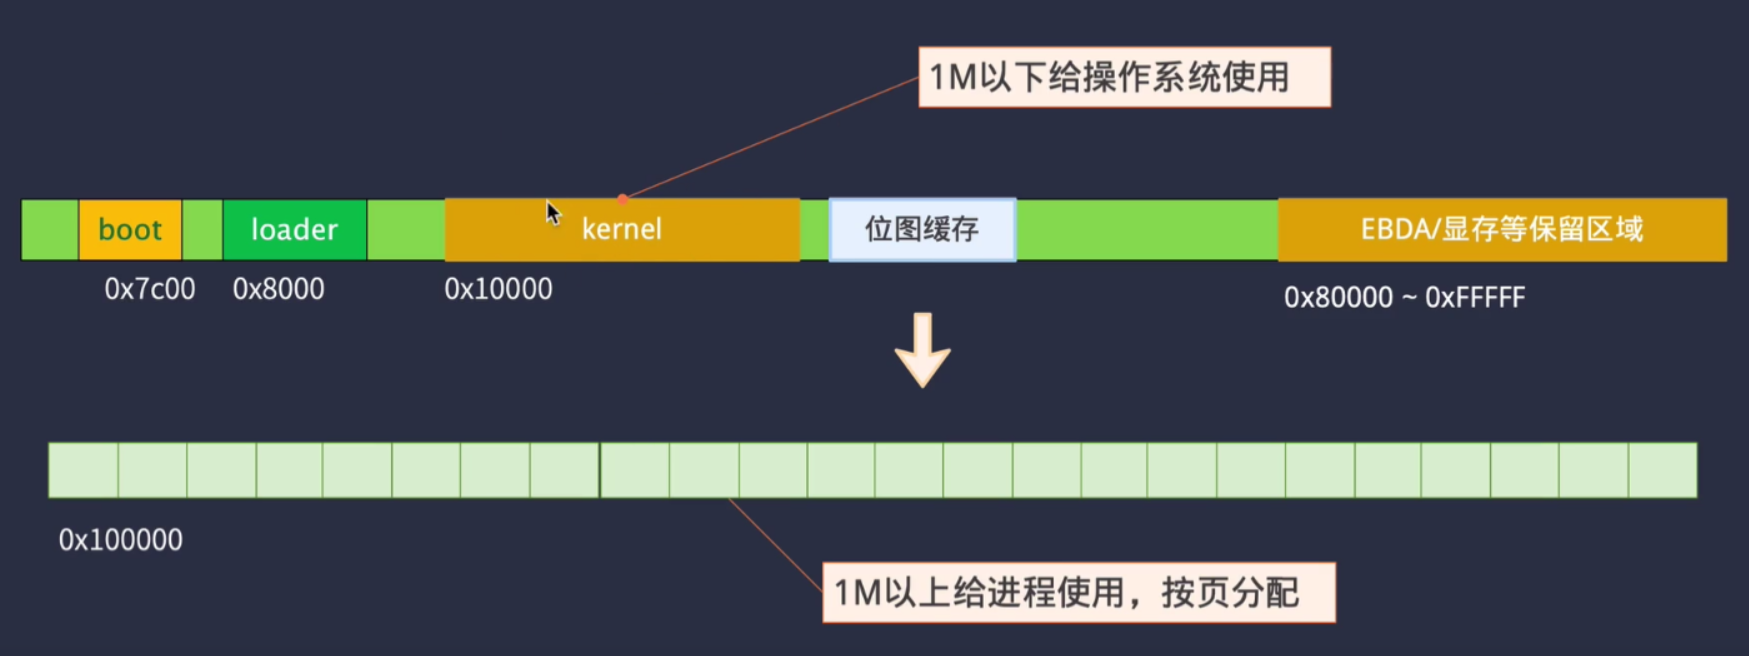 1M以下给操作系统使用
boot
loader
kernel
位图缓存
EBDA/显存等保留区域
0x7c00
0x8000
0x10000
0x80000 ~ 0xFFFFF
0x100000
1M以上给进程使用，按页分配